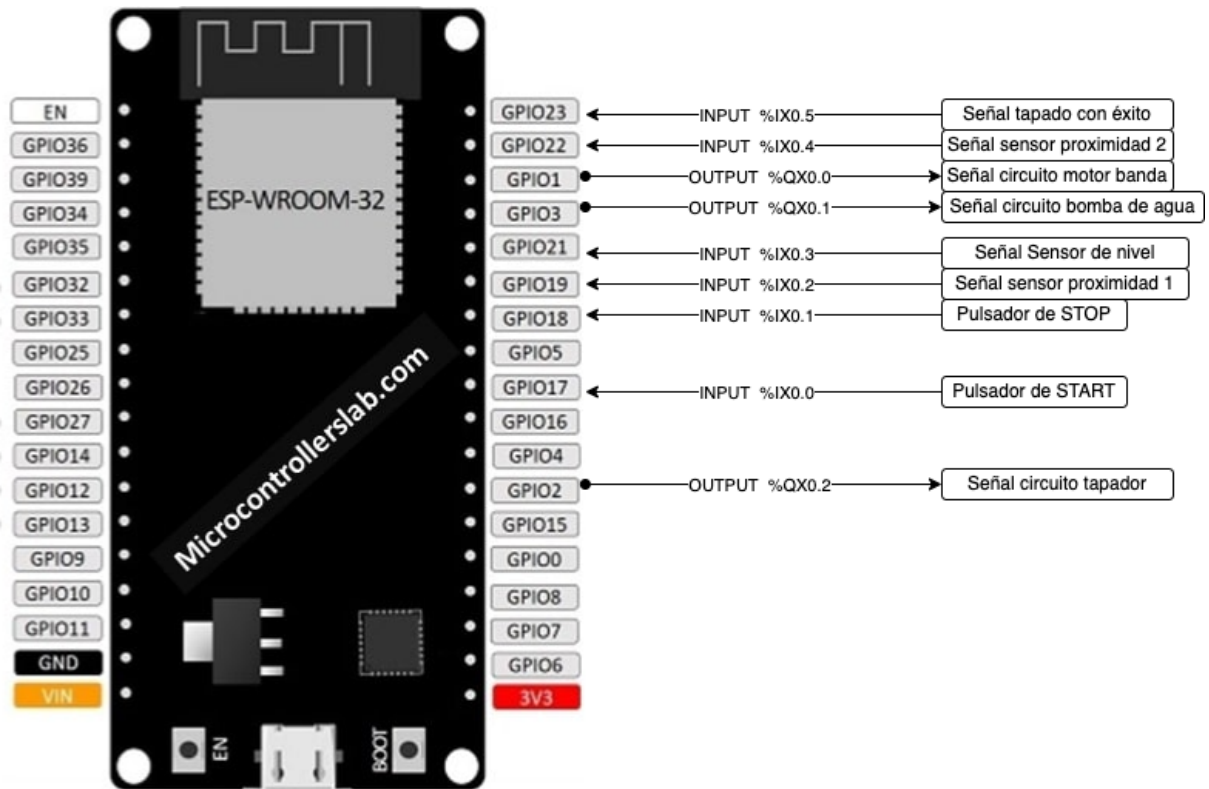 EN
GPIO36
GPIO39
GPIO34
GPIO35
GPIO32
GPIO33
GPIO25
GPIO26
GPIO27
GPIO14
GPIO12
GPIO13
GPIO9
GPIO10
GPIO11
GND
VIN
ESP-WROOM-32
Microcontrollerslab.com
EN
BOOT
GPIO23 INPUT %IX0.5 Señal tapado con éxito
GPIO22 INPUT %IX0.4 Señal sensor proximidad 2
GPIO1 OUTPUT %QX0.0 Señal circuito motor banda
GPIO3 OUTPUT %QX0.1 Señal circuito bomba de agua
GPIO21 INPUT %IX0.3 Señal Sensor de nivel
GPIO19 INPUT %IX0.2 Señal sensor proximidad 1
GPIO18 INPUT %IX0.1 Pulsador de STOP
GPIO5
GPIO17 INPUT %IX0.0 Pulsador de START
GPIO16
GPIO4
GPIO2 OUTPUT %QX0.2 Señal circuito tapador
GPIO15
GPIO0
GPIO8
GPIO7
GPIO6
3V3